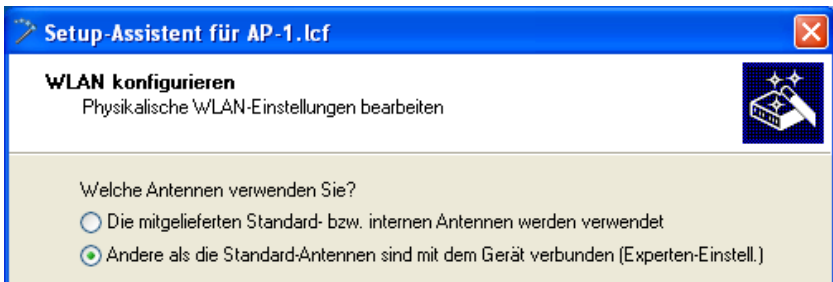 Setup-Assistent für AP-1.lcf
WLAN konfigurieren
Physikalische WLAN-Einstellungen bearbeiten
Welche Antennen verwenden Sie?
Die mitgelieferten Standard- bzw. internen Antennen werden verwendet
Andere als die Standard-Antennen sind mit dem Gerät verbunden (Experten-Einstell.)